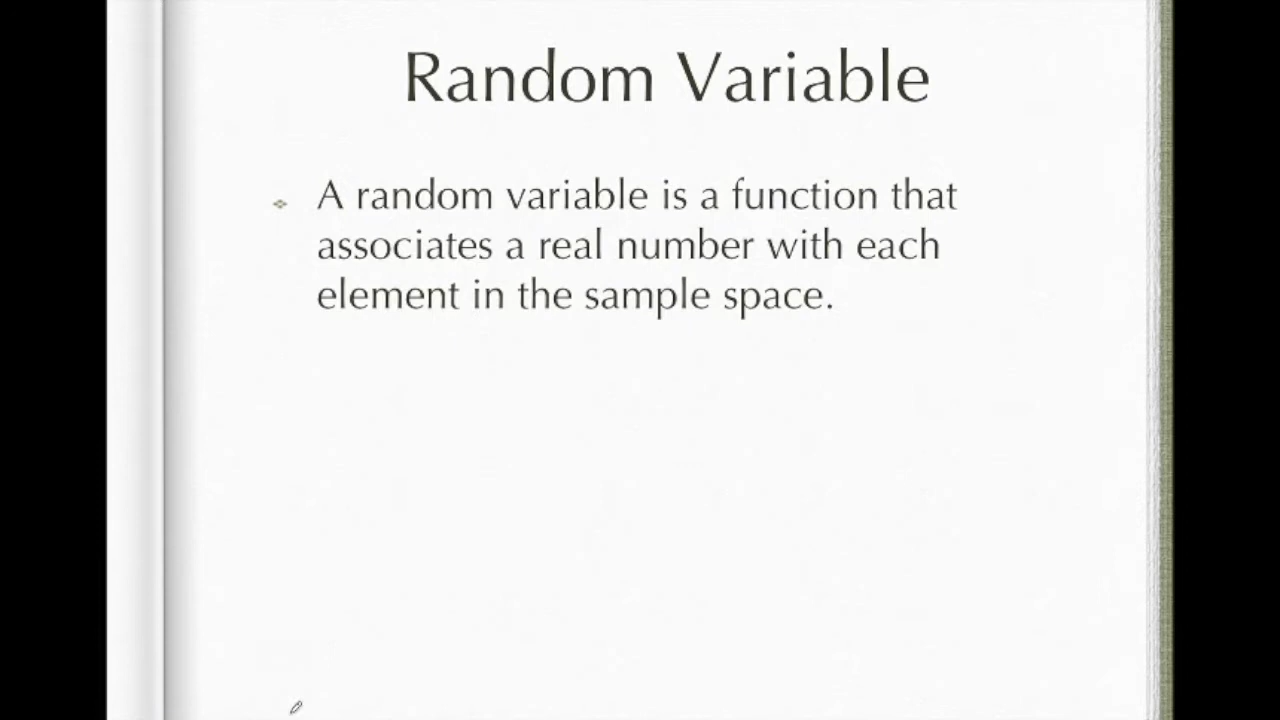 Random Variable
A random variable is a function that
associates a real number with each
element in the sample space.